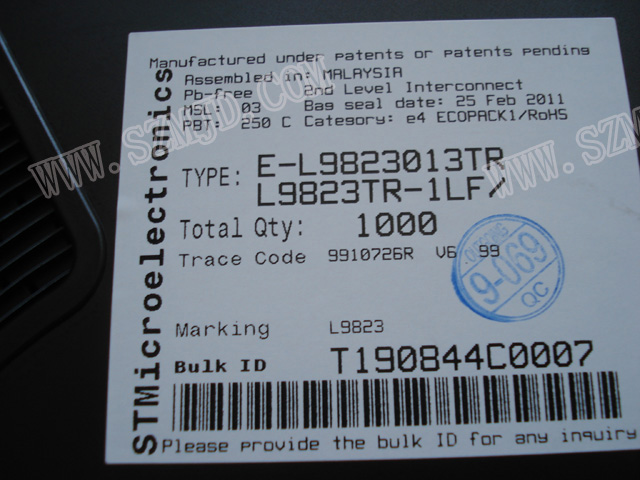 Manufactured under patents or patents pending
Assembled in: MALAYSIA
Pb-free 2nd Level Interconnect
MSL: 03 Bag seal date: 25 Feb 2011
PBT: 250 C Category: e4 ECOPACK1/RoHS
TYPE: E-L9823013TR
L9823TR-1LF/
Total Qty: 1000
Trace Code 9910726R V6 99
9-069
QC
Marking L9823
Bulk ID T190844C0007
Please provide the bulk ID for any inquiry
STMicroelectronics
WWW.SZMJD.COM
WWW.SZM